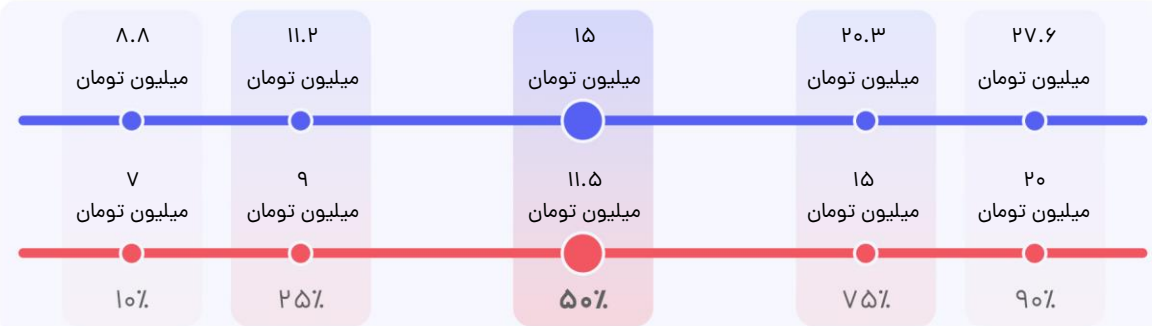 ۸.۸ ۱۱.۲ ۱۵ ۲۰.۳ ۲۷.۶
میلیون تومان میلیون تومان میلیون تومان میلیون تومان میلیون تومان
۷ ۹ ۱۱.۵ ۱۵ ۲۰
میلیون تومان میلیون تومان میلیون تومان میلیون تومان میلیون تومان
۱۰٪ ۲۵٪ ۵۰٪ ۷۵٪ ۹۰٪